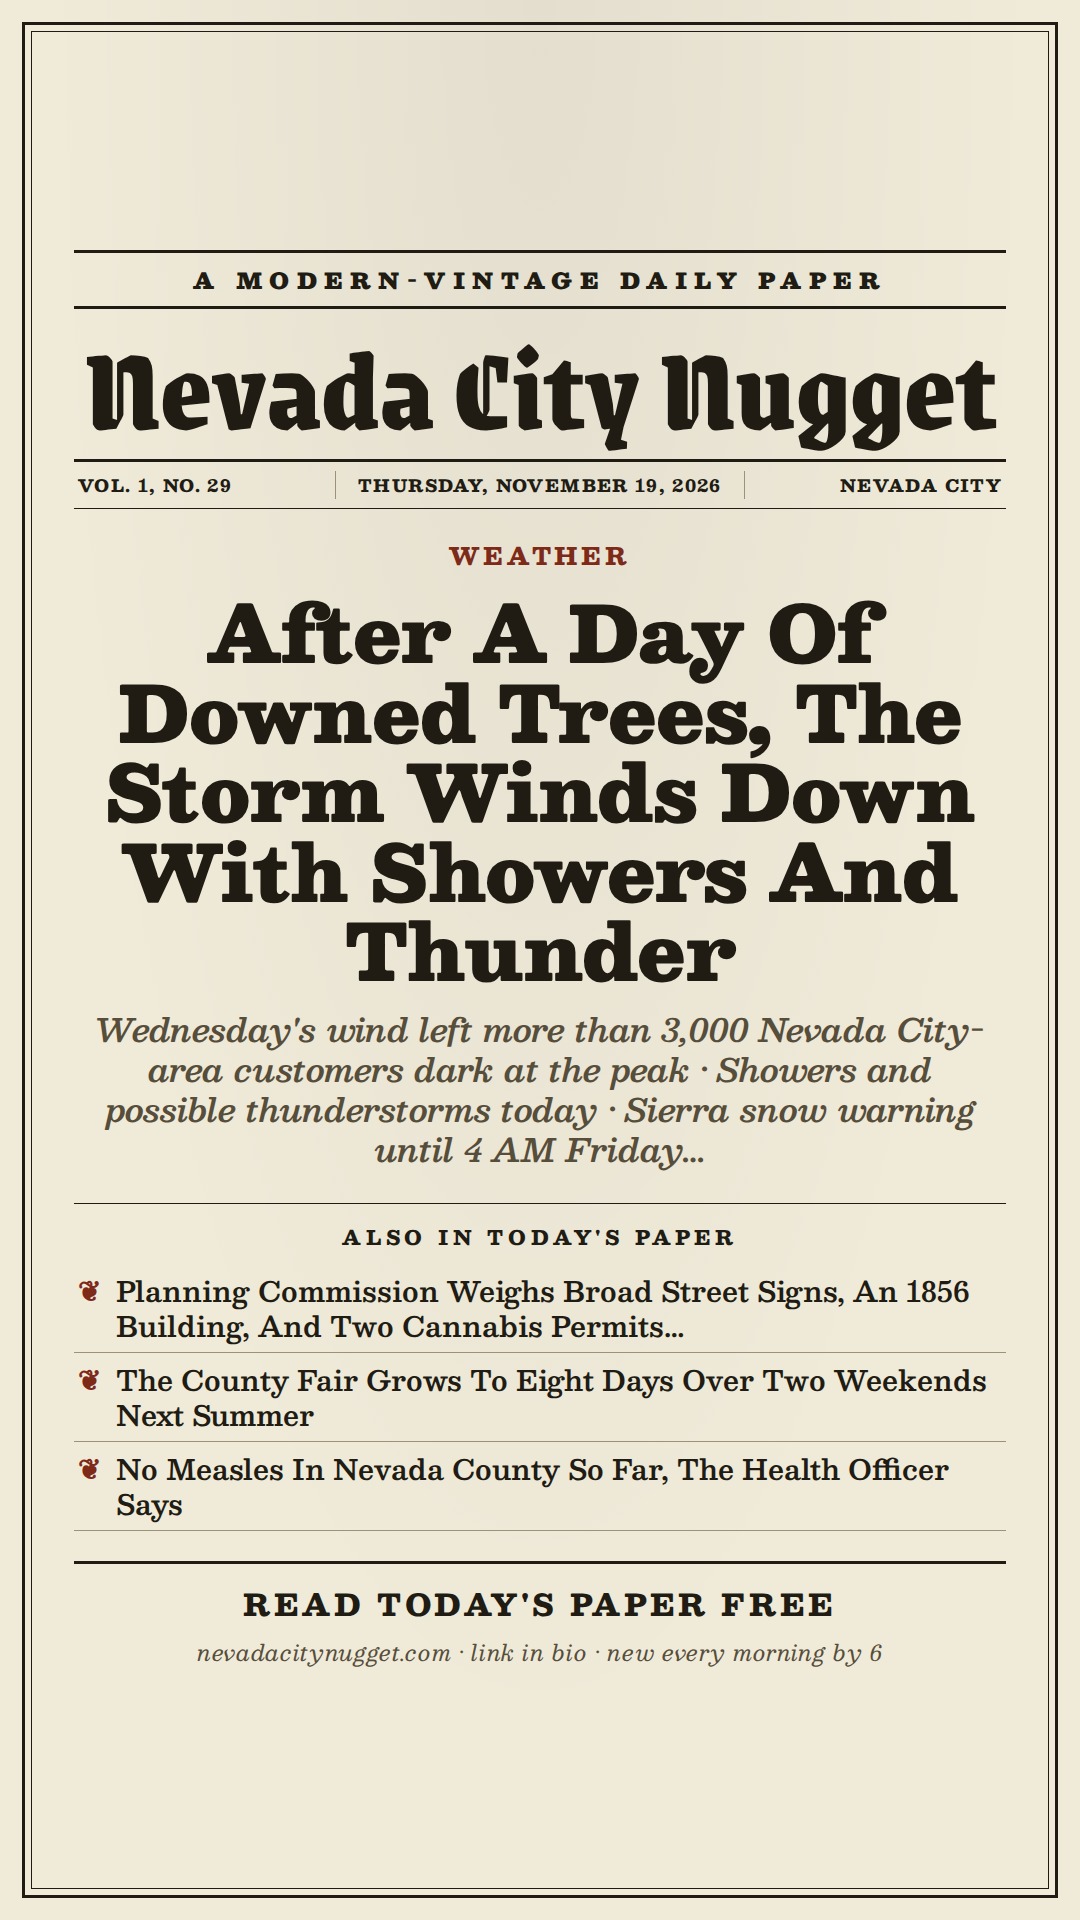 A MODERN-VINTAGE DAILY PAPER
Nevada City Nugget
VOL. 1, NO. 29
THURSDAY, NOVEMBER 19, 2026
NEVADA CITY
WEATHER
After A Day Of
Downed Trees, The
Storm Winds Down
With Showers And
Thunder
Wednesday's wind left more than 3,000 Nevada City-
area customers dark at the peak · Showers and
possible thunderstorms today · Sierra snow warning
until 4 AM Friday…
ALSO IN TODAY'S PAPER
❦ Planning Commission Weighs Broad Street Signs, An 1856
Building, And Two Cannabis Permits…
❦ The County Fair Grows To Eight Days Over Two Weekends
Next Summer
❦ No Measles In Nevada County So Far, The Health Officer
Says
READ TODAY'S PAPER FREE
nevadacitynugget.com · link in bio · new every morning by 6